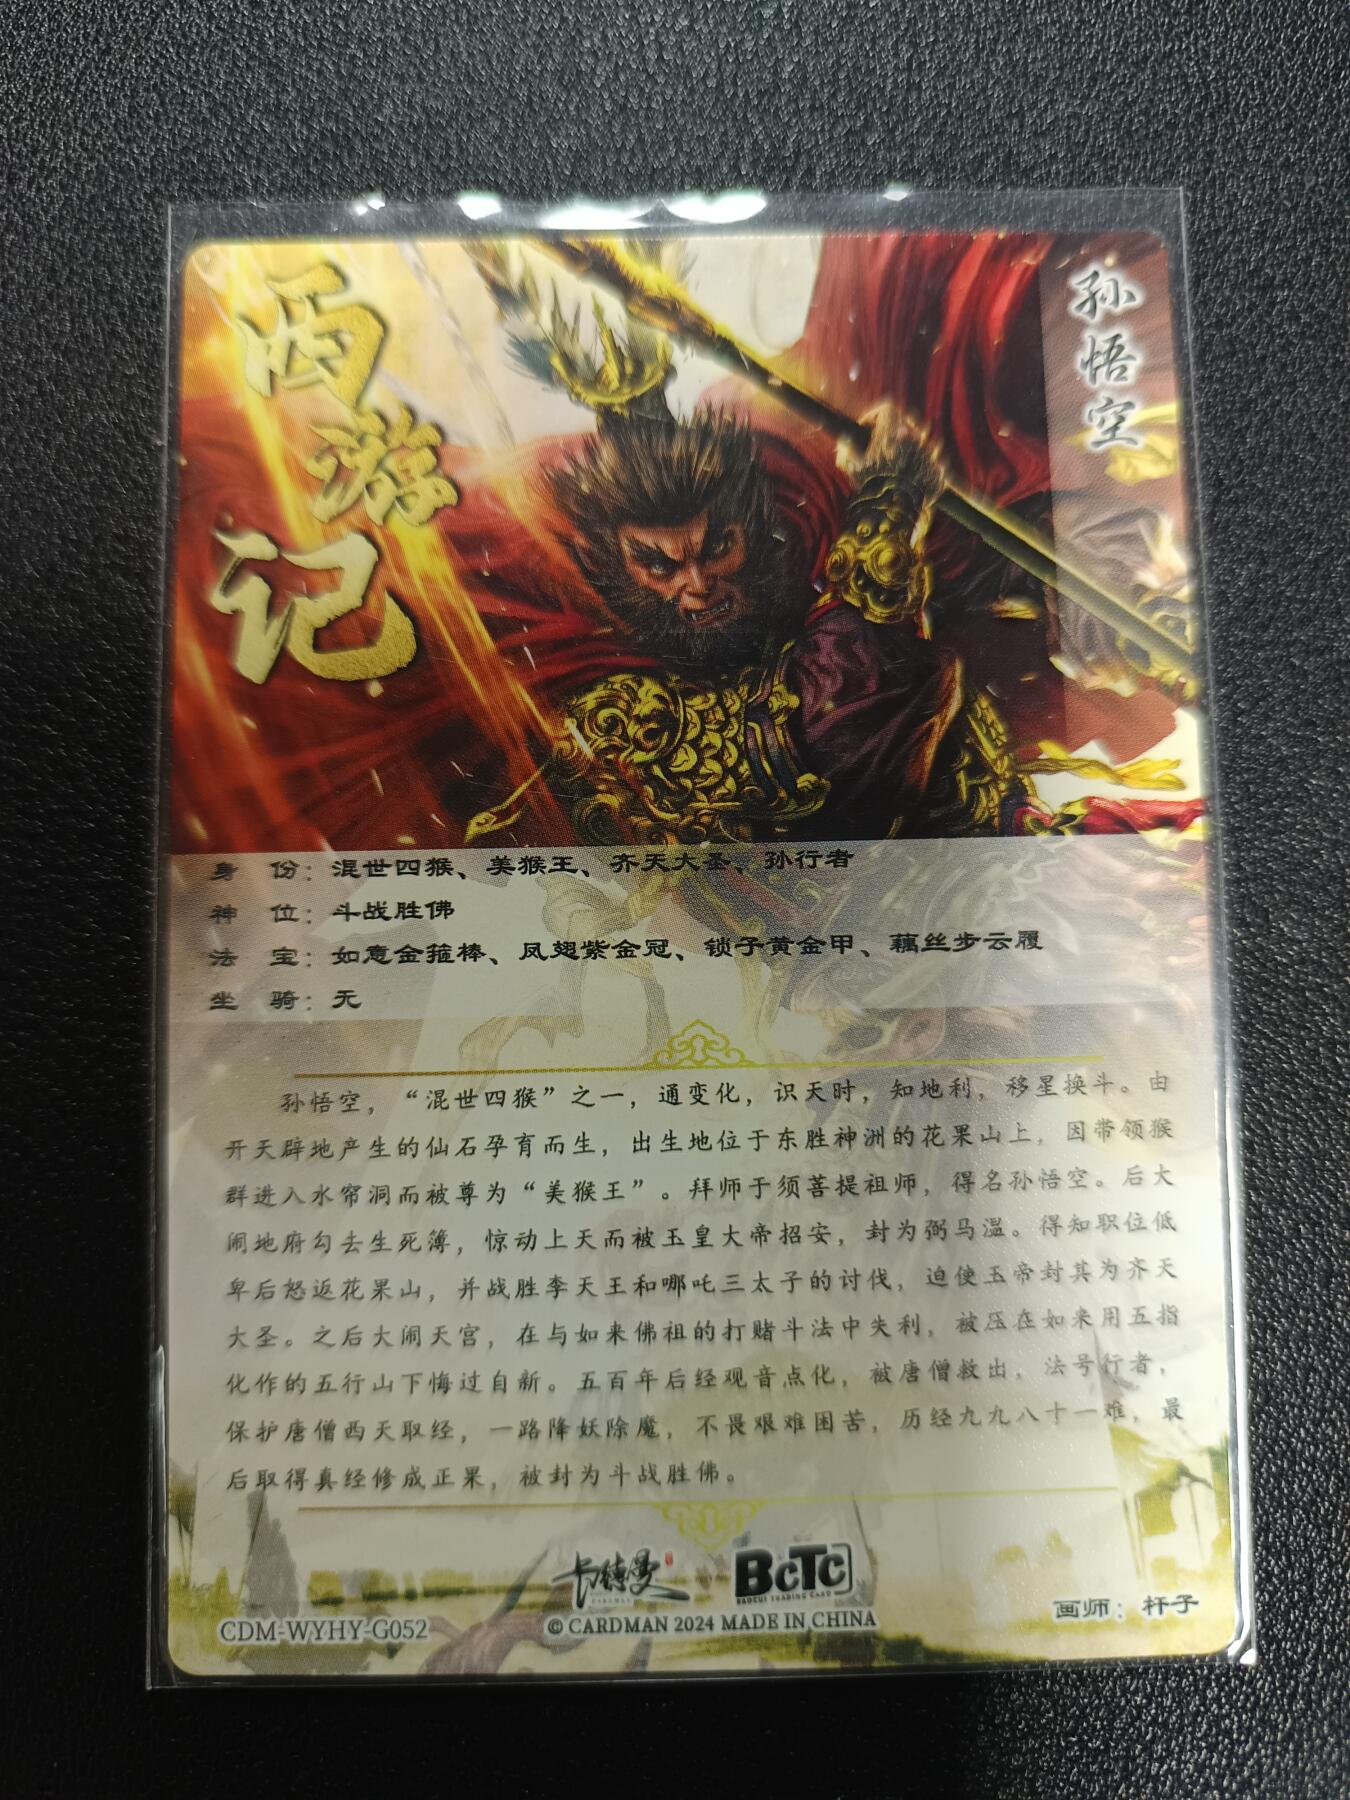 西游记
孙悟空
身 份：混世四猴、美猴王、齐天大圣、孙行者
神 位：斗战胜佛
法 宝：如意金箍棒、凤翅紫金冠、锁子黄金甲、藕丝步云履
坐 骑：无
孙悟空，“混世四猴”之一，通变化，识天时，知地利，移星换斗。由
开天辟地产生的仙石孕育而生，出生地位于东胜神洲的花果山上，因带领猴
群进入水帘洞而被尊为“美猴王”。拜师于须菩提祖师，得名孙悟空。后大
闹地府勾去生死簿，惊动上天而被玉皇大帝招安，封为弼马温。得知职位低
卑后怒返花果山，并战胜李天王和哪吒三太子的讨伐，迫使玉帝封其为齐天
大圣。之后大闹天宫，在与如来佛祖的打赌斗法中失利，被压在如来用五指
化作的五行山下悔过自新。五百年后经观音点化，被唐僧救出，法号行者，
保护唐僧西天取经，一路降妖除魔，不畏艰难困苦，历经九九八十一难，最
后取得真经修成正果，被封为斗战胜佛。
卡德曼 CARDMAN
BCTC
BAOCUI TRADING CARD
CDM-WYHY-G052
© CARDMAN 2024 MADE IN CHINA
画师：杆子